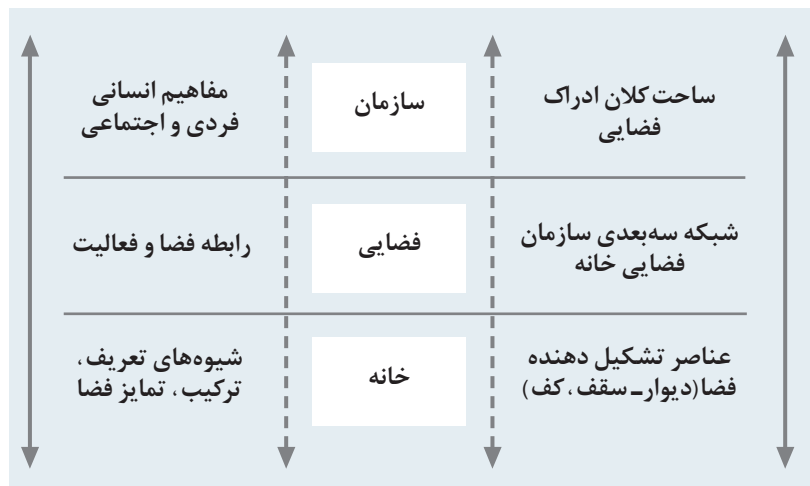 ساحت کلان ادراک
فضایی
سازمان
مفاهیم انسانی
فردی و اجتماعی
شبکه سه‌بعدی سازمان
فضایی خانه
فضایی
رابطه فضا و فعالیت
عناصر تشکیل دهنده
فضا(دیوار ـ سقف، کف)
خانه
شیوه‌های تعریف،
ترکیب، تمایز فضا